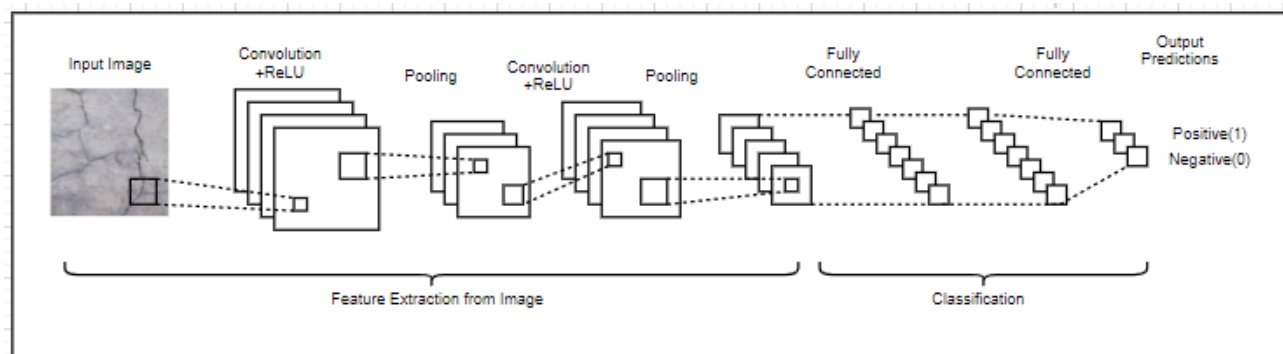 Input Image
Convolution
+ReLU
Pooling
Convolution
+ReLU
Pooling
Fully
Connected
Fully
Connected
Output
Predictions
Positive(1)
Negative(0)
Feature Extraction from Image
Classification